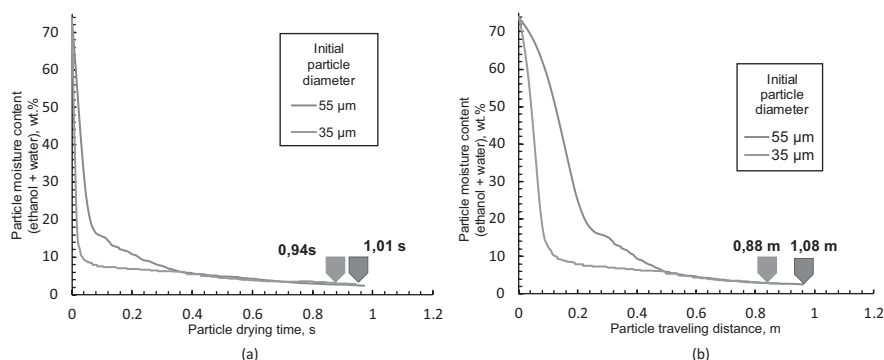 80
70
60
50
40
30
20
10
0
Particle moisture content
(ethanol + water), wt.%
Initial
particle
diameter
55 µm
35 µm
0,94s
1,01 s
0 0.2 0.4 0.6 0.8 1 1.2
Particle drying time, s
(a)
80
70
60
50
40
30
20
10
0
Particle moisture content
(ethanol + water), wt.%
Initial
particle
diameter
55 µm
35 µm
0,88 m
1,08 m
0 0.2 0.4 0.6 0.8 1 1.2
Particle traveling distance, m
(b)